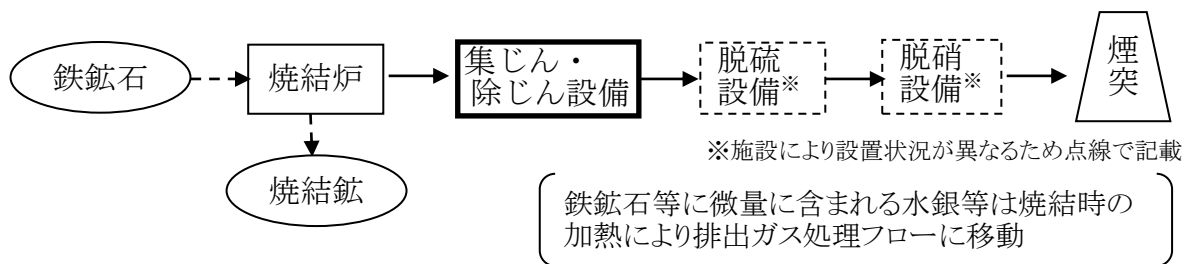 鉄鉱石
焼結炉
集じん・
除じん設備
脱硫
設備※
脱硝
設備※
煙
突
※施設により設置状況が異なるため点線で記載
焼結鉱
鉄鉱石等に微量に含まれる水銀等は焼結時の
加熱により排出ガス処理フローに移動